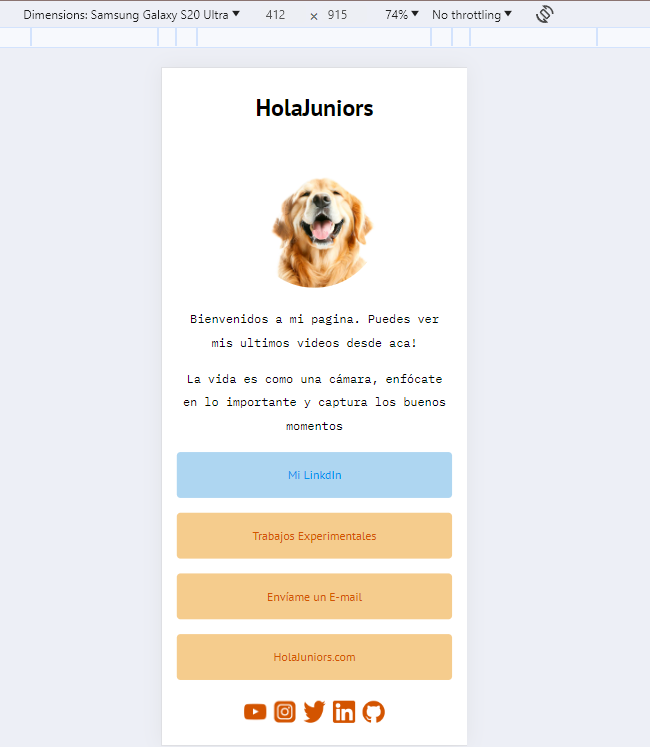 Dimensions: Samsung Galaxy S20 Ultra 412 × 915 74% No throttling
HolaJuniors
Bienvenidos a mi pagina. Puedes ver
mis ultimos videos desde aca!
La vida es como una cámara, enfócate
en lo importante y captura los buenos
momentos
Mi LinkdIn
Trabajos Experimentales
Envíame un E-mail
HolaJuniors.com